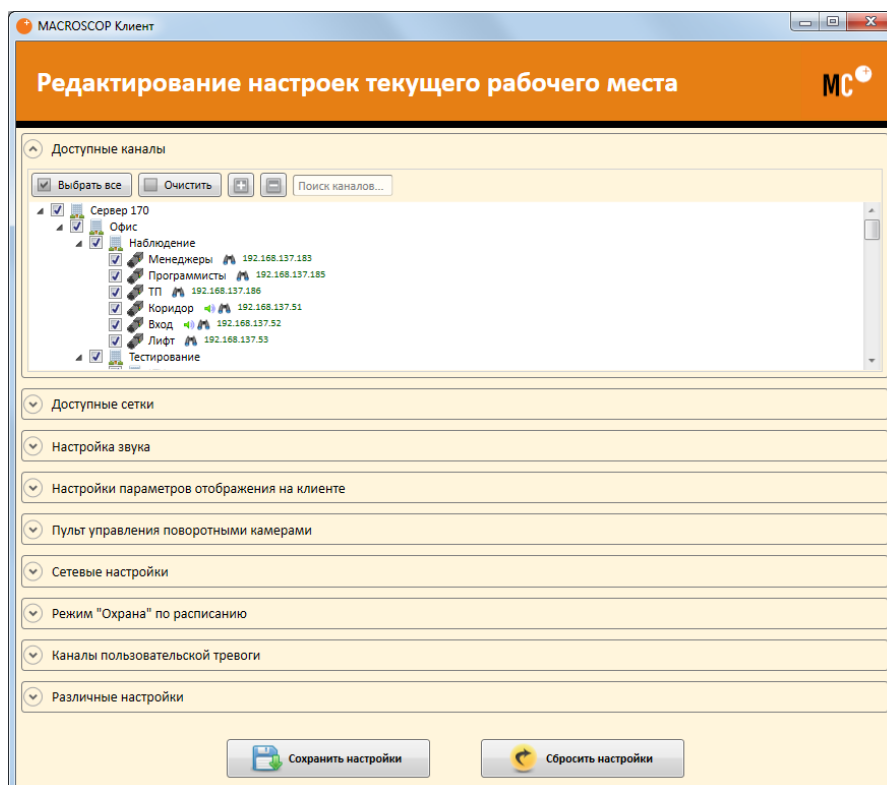 MACROSCOP Клиент
Редактирование настроек текущего рабочего места
MC
Доступные каналы
Выбрать все Очистить Поиск каналов...
Сервер 170
Офис
Наблюдение
Менеджеры 192.168.137.183
Программисты 192.168.137.185
ТП 192.168.137.186
Коридор 192.168.137.51
Вход 192.168.137.52
Лифт 192.168.137.53
Тестирование
Доступные сетки
Настройка звука
Настройки параметров отображения на клиенте
Пульт управления поворотными камерами
Сетевые настройки
Режим "Охрана" по расписанию
Каналы пользовательской тревоги
Различные настройки
Сохранить настройки Сбросить настройки